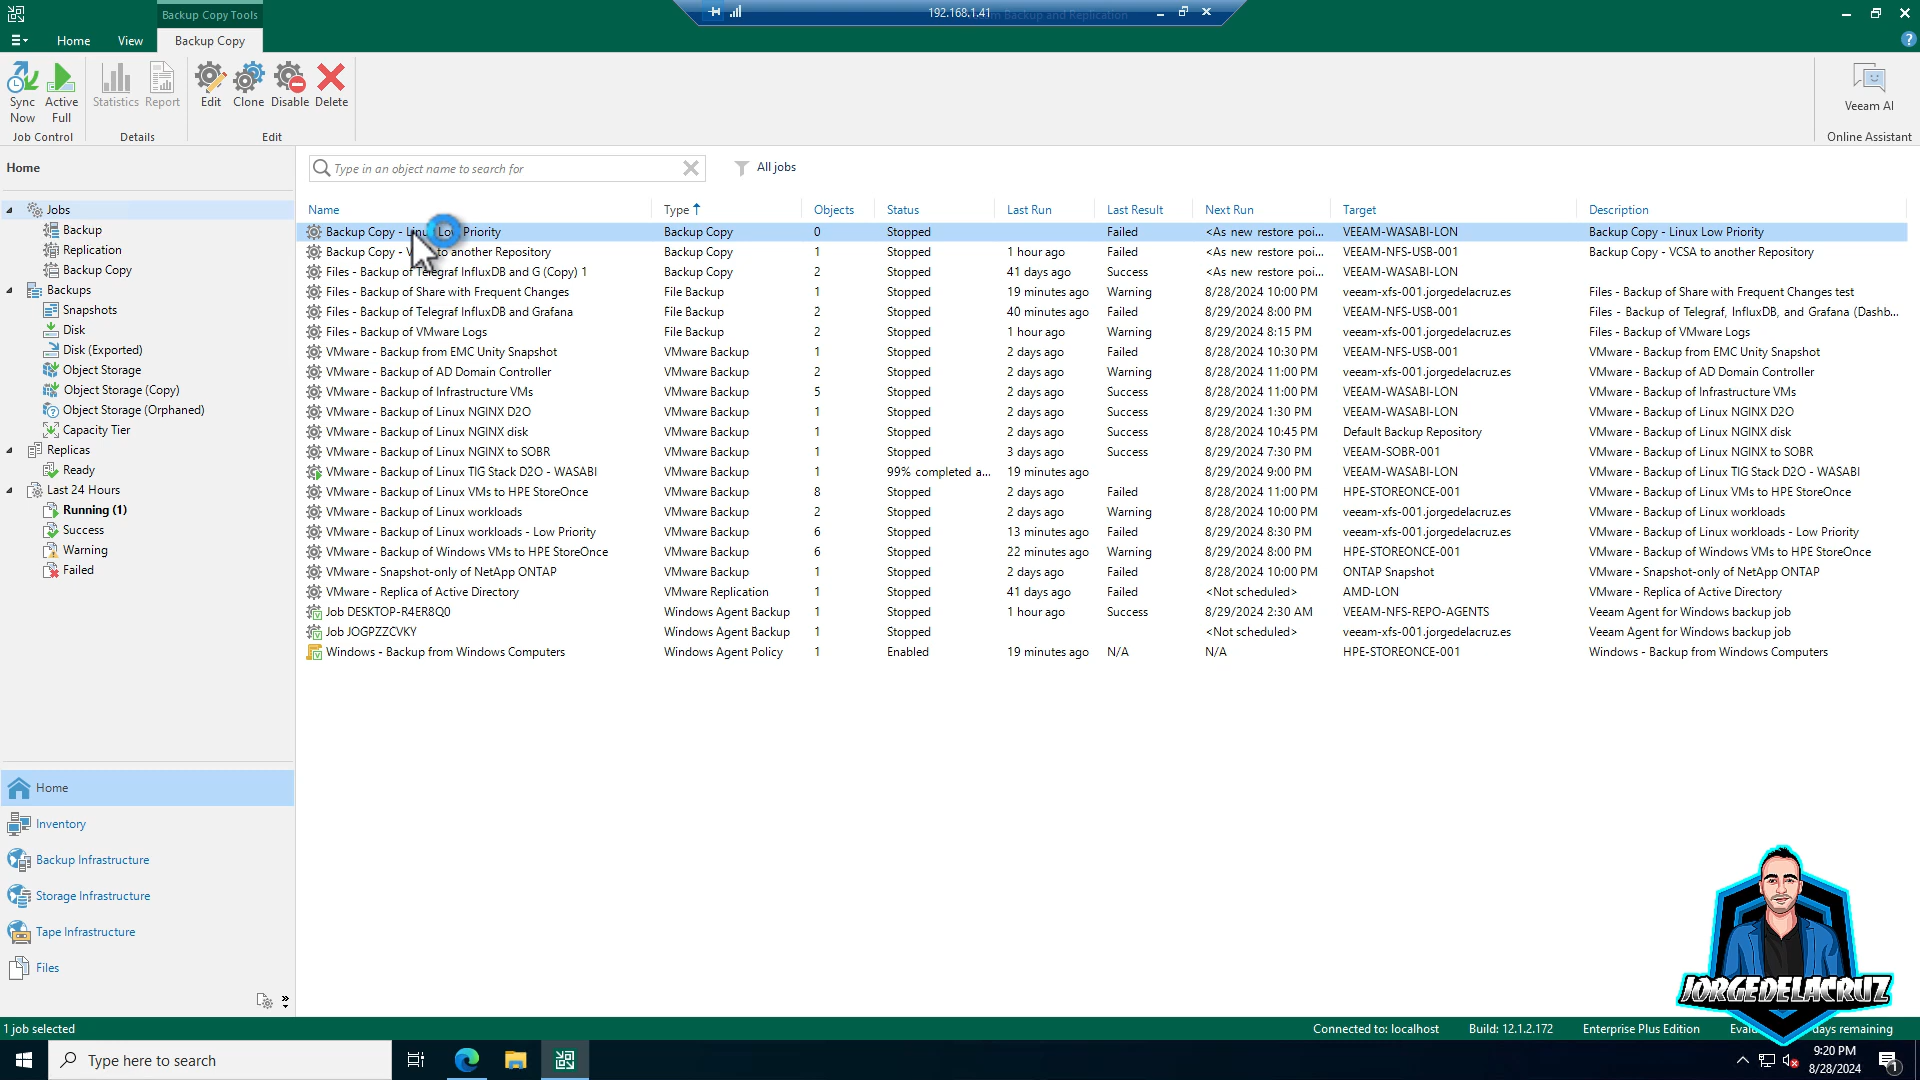 Backup Copy Tools
192.168.1.41
Veeam Backup and Replication
Home
View
Backup Copy
Sync Now
Active Full
Statistics
Report
Edit
Clone
Disable
Delete
Veeam AI
Job Control
Details
Edit
Online Assistant
Home
Type in an object name to search for
All jobs
Jobs
Backup
Replication
Backup Copy
Backups
Snapshots
Disk
Disk (Exported)
Object Storage
Object Storage (Copy)
Object Storage (Orphaned)
Capacity Tier
Replicas
Ready
Last 24 Hours
Running (1)
Success
Warning
Failed
Home
Inventory
Backup Infrastructure
Storage Infrastructure
Tape Infrastructure
Files
Name Type Objects Status Last Run Last Result Next Run Target Description
Backup Copy - Linux Low Priority Backup Copy 0 Stopped Failed <As new restore poi... VEEAM-WASABI-LON Backup Copy - Linux Low Priority
Backup Copy - to another Repository Backup Copy 1 Stopped 1 hour ago Failed <As new restore poi... VEEAM-NFS-USB-001 Backup Copy - VCSA to another Repository
Files - Backup of Telegraf InfluxDB and G (Copy) 1 Backup Copy 2 Stopped 41 days ago Success <As new restore poi... VEEAM-WASABI-LON
Files - Backup of Share with Frequent Changes File Backup 1 Stopped 19 minutes ago Warning 8/28/2024 10:00 PM veeam-xfs-001.jorgedelacruz.es Files - Backup of Share with Frequent Changes test
Files - Backup of Telegraf InfluxDB and Grafana File Backup 2 Stopped 40 minutes ago Failed 8/29/2024 8:00 PM VEEAM-NFS-USB-001 Files - Backup of Telegraf, InfluxDB, and Grafana (Dashb...
Files - Backup of VMware Logs File Backup 2 Stopped 1 hour ago Warning 8/29/2024 8:15 PM veeam-xfs-001.jorgedelacruz.es Files - Backup of VMware Logs
VMware - Backup from EMC Unity Snapshot VMware Backup 1 Stopped 2 days ago Failed 8/28/2024 10:30 PM VEEAM-NFS-USB-001 VMware - Backup from EMC Unity Snapshot
VMware - Backup of AD Domain Controller VMware Backup 2 Stopped 2 days ago Warning 8/28/2024 11:00 PM veeam-xfs-001.jorgedelacruz.es VMware - Backup of AD Domain Controller
VMware - Backup of Infrastructure VMs VMware Backup 5 Stopped 2 days ago Success 8/28/2024 11:00 PM VEEAM-WASABI-LON VMware - Backup of Infrastructure VMs
VMware - Backup of Linux NGINX D2O VMware Backup 1 Stopped 2 days ago Success 8/29/2024 1:30 PM VEEAM-WASABI-LON VMware - Backup of Linux NGINX D2O
VMware - Backup of Linux NGINX disk VMware Backup 1 Stopped 2 days ago Success 8/28/2024 10:45 PM Default Backup Repository VMware - Backup of Linux NGINX disk
VMware - Backup of Linux NGINX to SOBR VMware Backup 1 Stopped 3 days ago Success 8/29/2024 7:30 PM VEEAM-SOBR-001 VMware - Backup of Linux NGINX to SOBR
VMware - Backup of Linux TIG Stack D2O - WASABI VMware Backup 1 99% completed a... 19 minutes ago 8/29/2024 9:00 PM VEEAM-WASABI-LON VMware - Backup of Linux TIG Stack D2O - WASABI
VMware - Backup of Linux VMs to HPE StoreOnce VMware Backup 8 Stopped 2 days ago Failed 8/28/2024 11:00 PM HPE-STOREONCE-001 VMware - Backup of Linux VMs to HPE StoreOnce
VMware - Backup of Linux workloads VMware Backup 2 Stopped 2 days ago Warning 8/28/2024 10:00 PM veeam-xfs-001.jorgedelacruz.es VMware - Backup of Linux workloads
VMware - Backup of Linux workloads - Low Priority VMware Backup 6 Stopped 13 minutes ago Failed 8/29/2024 8:30 PM veeam-xfs-001.jorgedelacruz.es VMware - Backup of Linux workloads - Low Priority
VMware - Backup of Windows VMs to HPE StoreOnce VMware Backup 6 Stopped 22 minutes ago Warning 8/29/2024 8:00 PM HPE-STOREONCE-001 VMware - Backup of Windows VMs to HPE StoreOnce
VMware - Snapshot-only of NetApp ONTAP VMware Backup 1 Stopped 2 days ago Failed 8/28/2024 10:00 PM ONTAP Snapshot VMware - Snapshot-only of NetApp ONTAP
VMware - Replica of Active Directory VMware Replication 1 Stopped 41 days ago Failed <Not scheduled> AMD-LON VMware - Replica of Active Directory
Job DESKTOP-R4ER8Q0 Windows Agent Backup 1 Stopped 1 hour ago Success 8/29/2024 2:30 AM VEEAM-NFS-REPO-AGENTS Veeam Agent for Windows backup job
Job JOGPZZCVKY Windows Agent Backup 1 Stopped <Not scheduled> veeam-xfs-001.jorgedelacruz.es Veeam Agent for Windows backup job
Windows - Backup from Windows Computers Windows Agent Policy 1 Enabled 19 minutes ago N/A N/A HPE-STOREONCE-001 Windows - Backup from Windows Computers
JORGEDELACRUZ
1 job selected
Connected to: localhost
Build: 12.1.2.172
Enterprise Plus Edition
days remaining
Type here to search
9:20 PM
8/28/2024
1